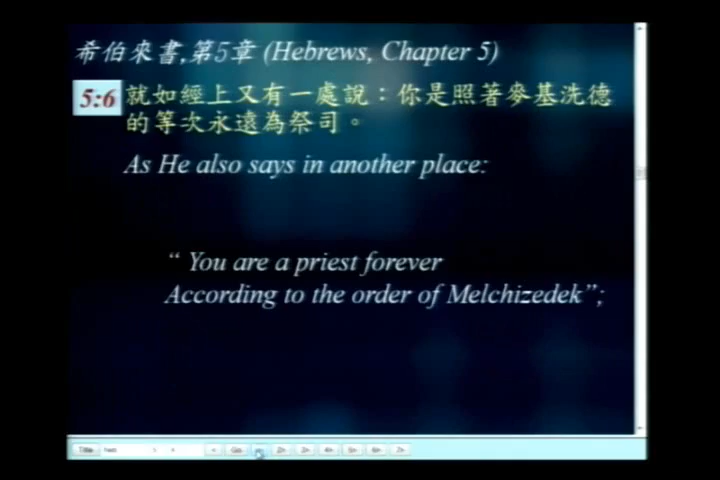 希伯來書,第5章 (Hebrews, Chapter 5)
5:6 就如經上又有一處說：你是照著麥基洗德
的等次永遠為祭司。
As He also says in another place:
“ You are a priest forever
According to the order of Melchizedek”;
Title